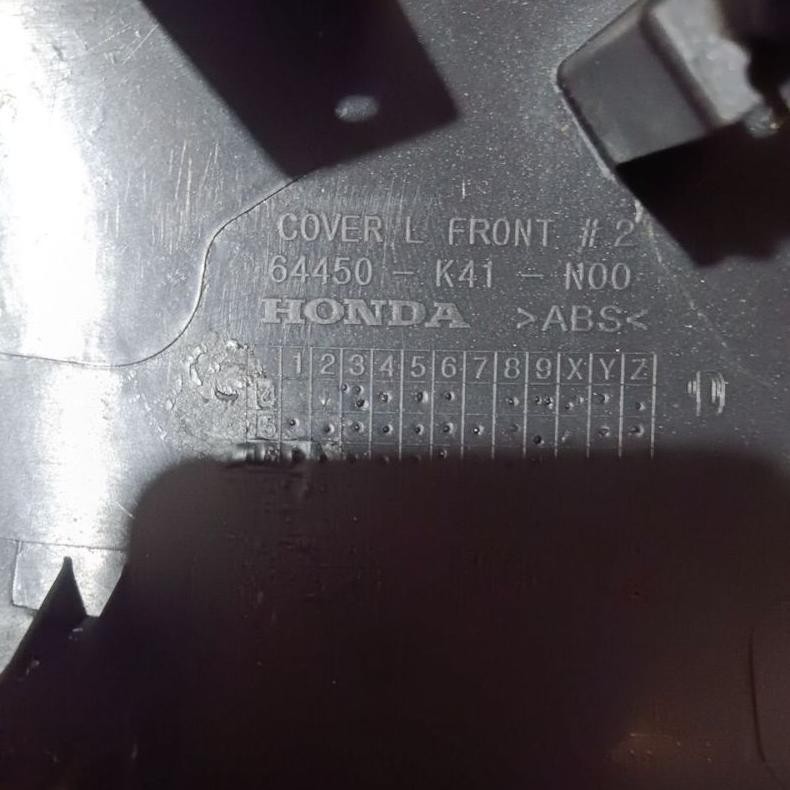 COVER L FRONT #2
64450 - K41 - N00
HONDA >ABS<
1 2 3 4 5 6 7 8 9 X Y Z